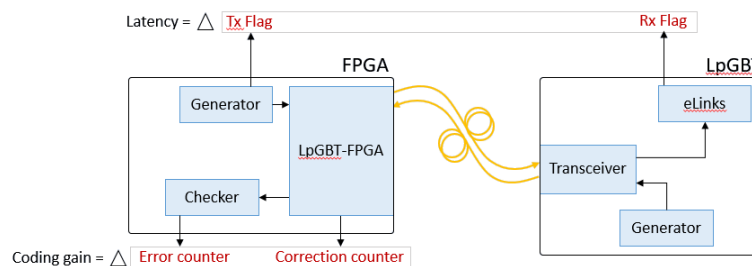 Latency = △ Tx Flag Rx Flag
FPGA LpGBT
Generator eLinks
LpGBT-FPGA
Transceiver
Checker
Generator
Coding gain = △ Error counter Correction counter